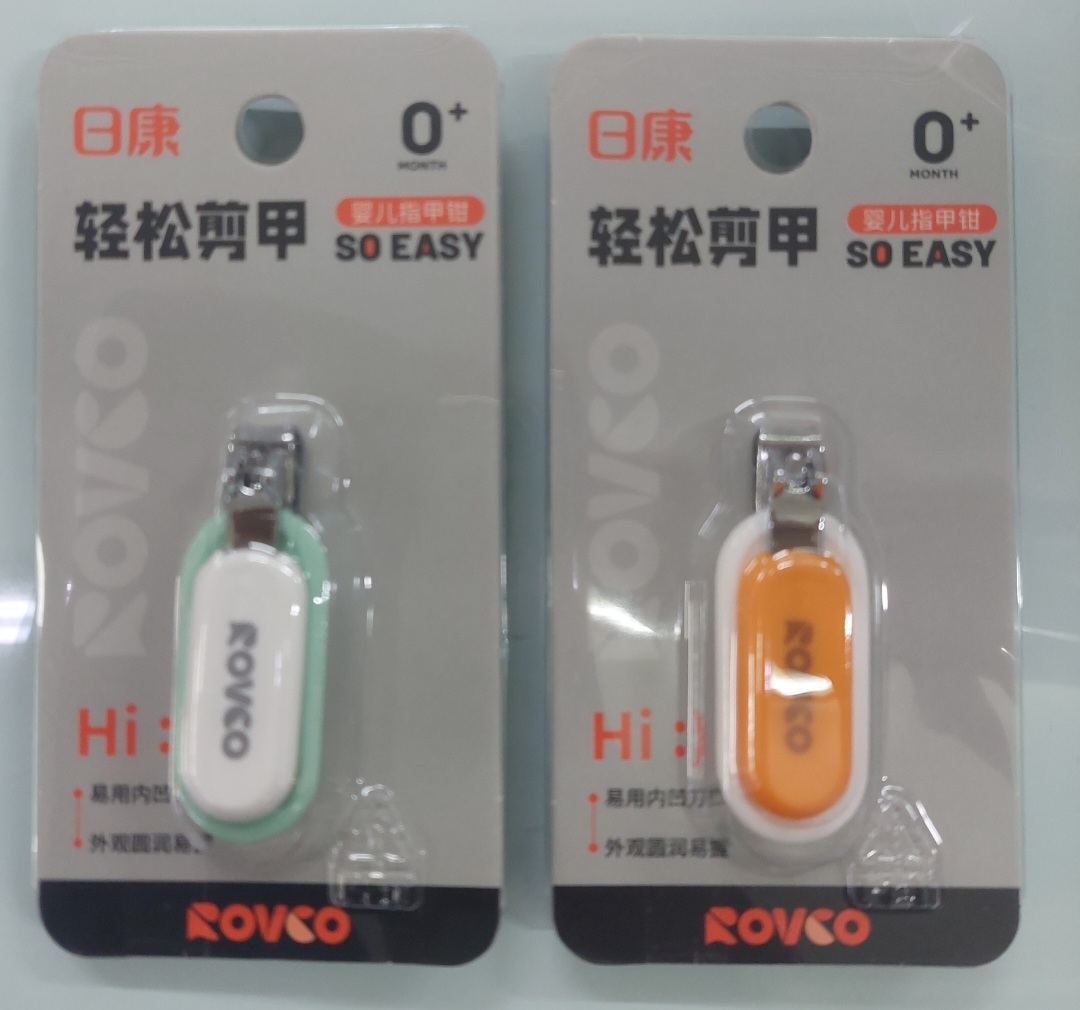 日康
0+
MONTH
轻松剪甲
婴儿指甲钳
SO EASY
ROVCO
ROVCO
Hi :
易用内凹
外观圆润易
ROVCO
日康
0+
MONTH
轻松剪甲
婴儿指甲钳
SO EASY
ROVCO
ROVCO
Hi :)
易用内凹刀
外观圆润易握
ROVCO